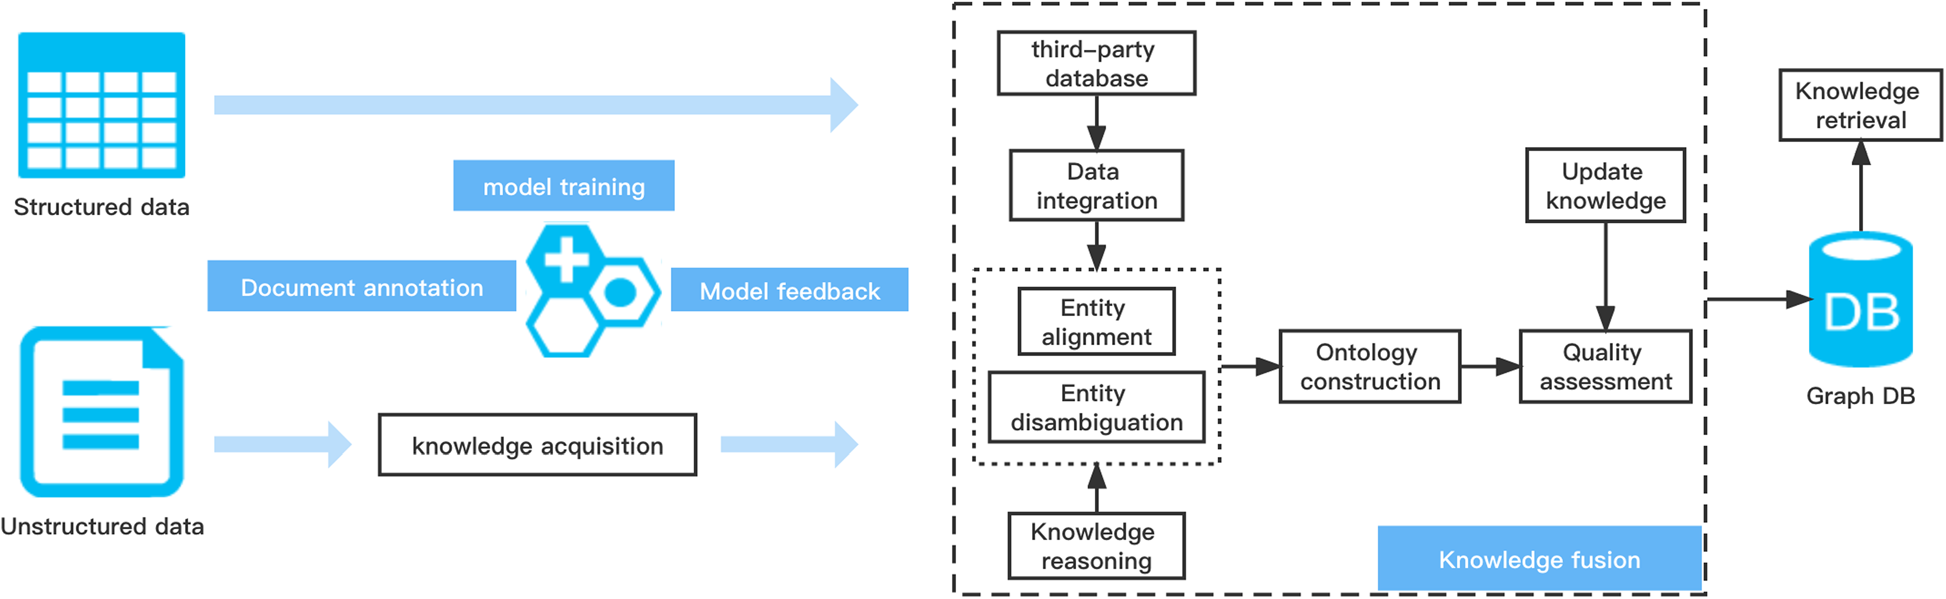 Structured data
model training
Document annotation
Model feedback
knowledge acquisition
Unstructured data
third-party
database
Data
integration
Entity
alignment
Entity
disambiguation
Knowledge
reasoning
Ontology
construction
Update
knowledge
Quality
assessment
Knowledge fusion
Knowledge
retrieval
DB
Graph DB